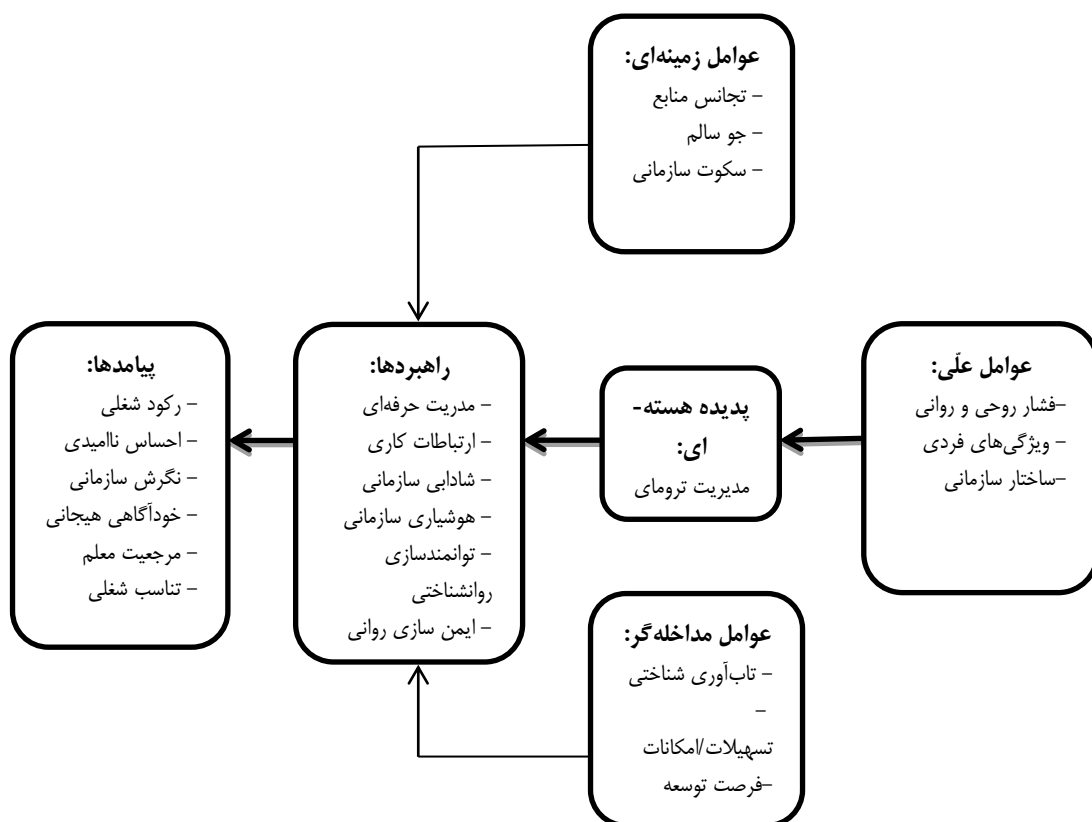 عوامل زمینه‌ای:
– تجانس منابع
– جو سالم
– سکوت سازمانی
عوامل علّی:
–فشار روحی و روانی
– ویژگی‌های فردی
–ساختار سازمانی
پدیده هسته-
ای:
مدیریت ترومای
راهبردها:
– مدریت حرفه‌ای
– ارتباطات کاری
– شادابی سازمانی
– هوشیاری سازمانی
– توانمندسازی
روانشناختی
– ایمن سازی روانی
پیامدها:
– رکود شغلی
– احساس ناامیدی
– نگرش سازمانی
– خودآگاهی هیجانی
– مرجعیت معلم
– تناسب شغلی
عوامل مداخله‌گر:
– تاب‌آوری شناختی
–
تسهیلات/امکانات
–فرصت توسعه